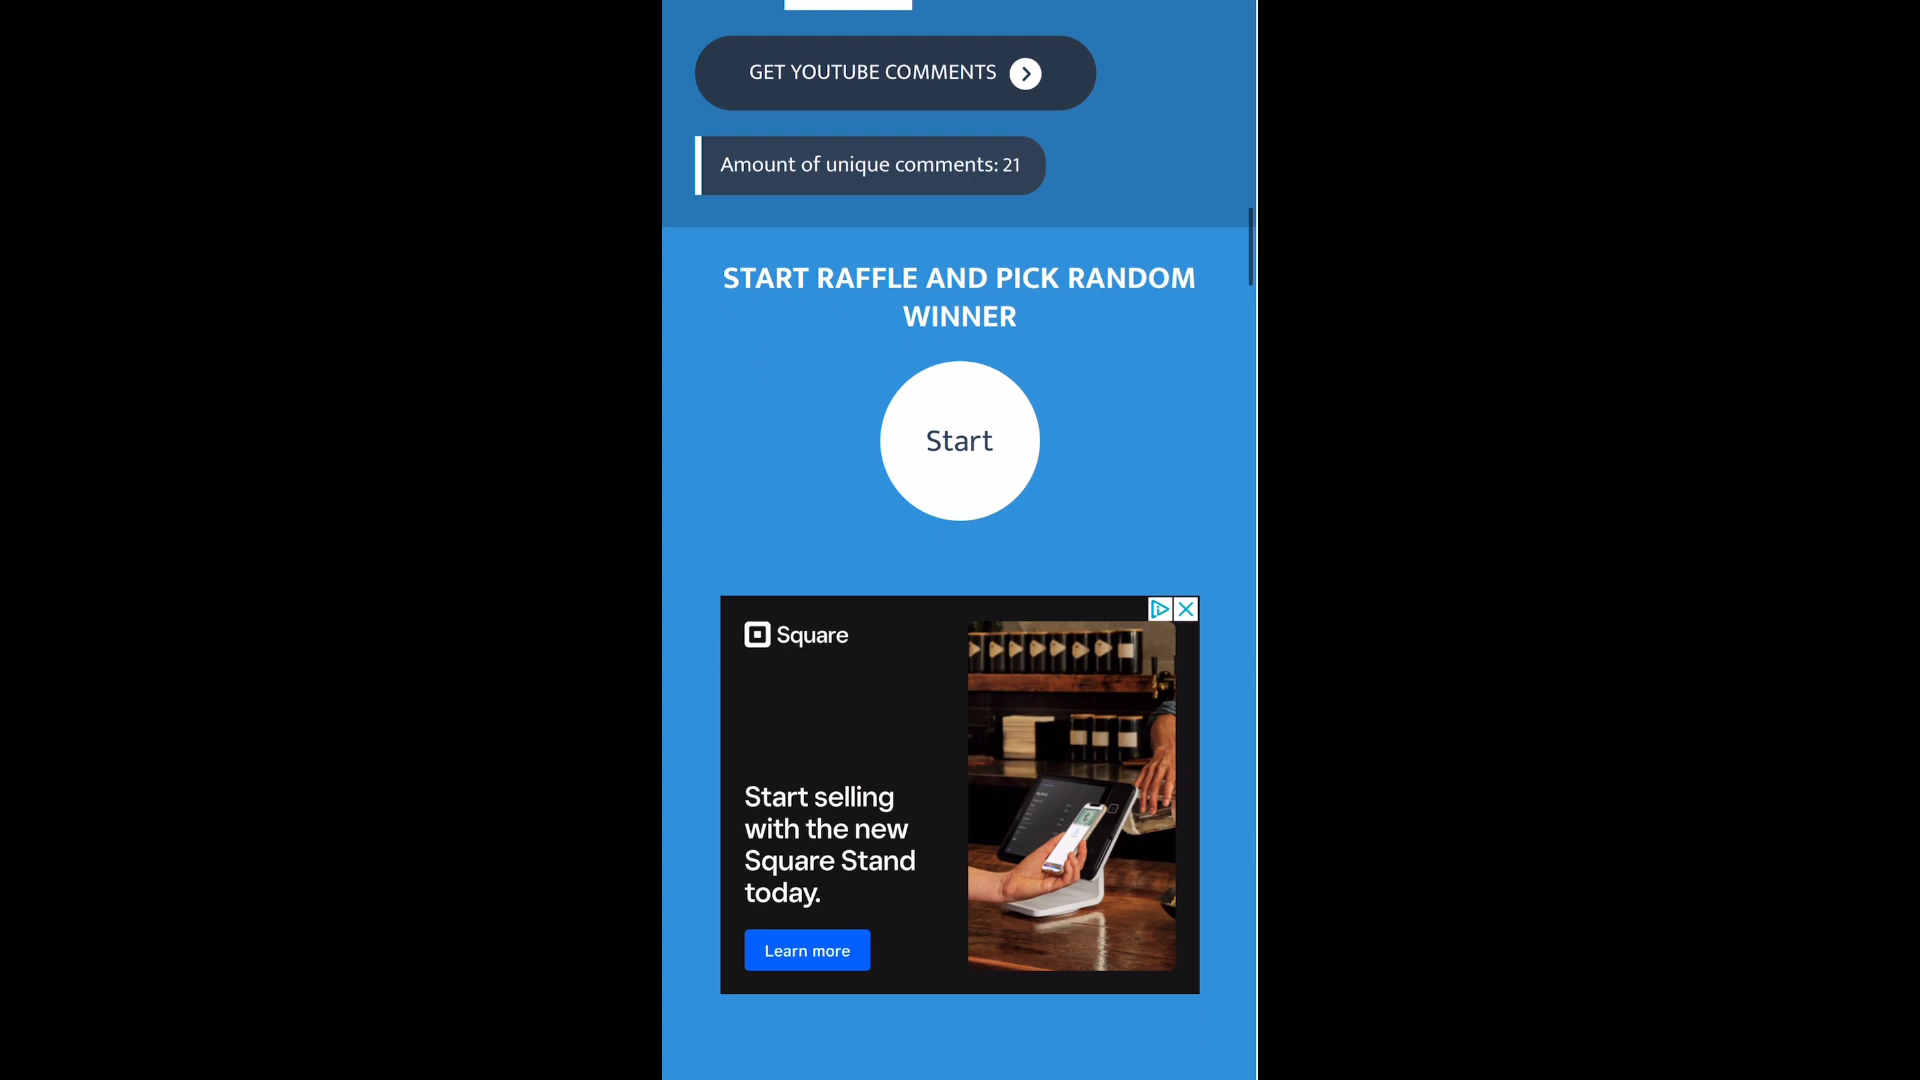 GET YOUTUBE COMMENTS
Amount of unique comments: 21
START RAFFLE AND PICK RANDOM
WINNER
Start
Square
Start selling
with the new
Square Stand
today.
Learn more